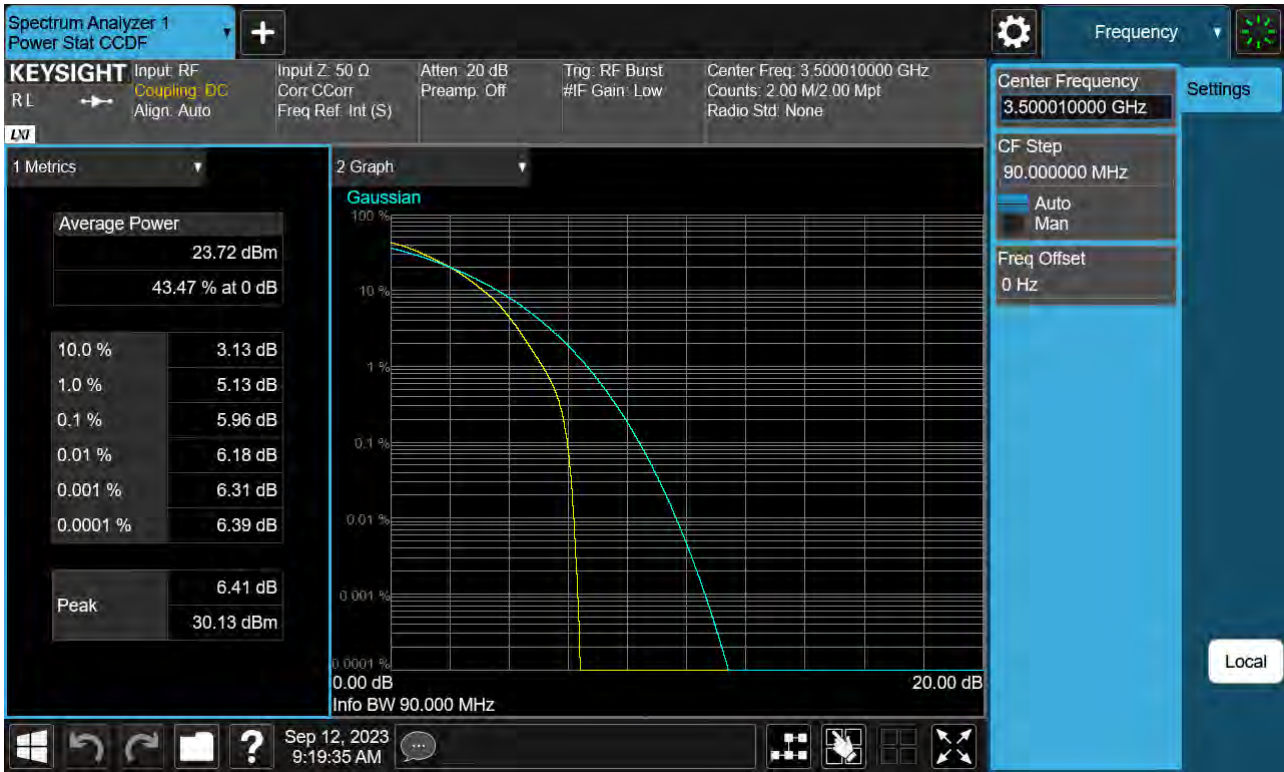 Spectrum Analyzer 1
Power Stat CCDF
Frequency
KEYSIGHT
RL
LXI
Input: RF
Coupling: DC
Align: Auto
Input Z: 50 Ω
Corr CCorr
Freq Ref: Int (S)
Atten: 20 dB
Preamp: Off
Trig: RF Burst
#IF Gain: Low
Center Freq: 3.500010000 GHz
Counts: 2.00 M/2.00 Mpt
Radio Std: None
Center Frequency
3.500010000 GHz
Settings
CF Step
90.000000 MHz
Auto
Man
Freq Offset
0 Hz
1 Metrics
Average Power
23.72 dBm
43.47 % at 0 dB
10.0 % 3.13 dB
1.0 % 5.13 dB
0.1 % 5.96 dB
0.01 % 6.18 dB
0.001 % 6.31 dB
0.0001 % 6.39 dB
Peak
6.41 dB
30.13 dBm
2 Graph
Gaussian
100 %
10 %
1 %
0.1 %
0.01 %
0.001 %
0.0001 %
0.00 dB 20.00 dB
Info BW 90.000 MHz
Local
Sep 12, 2023
9:19:35 AM